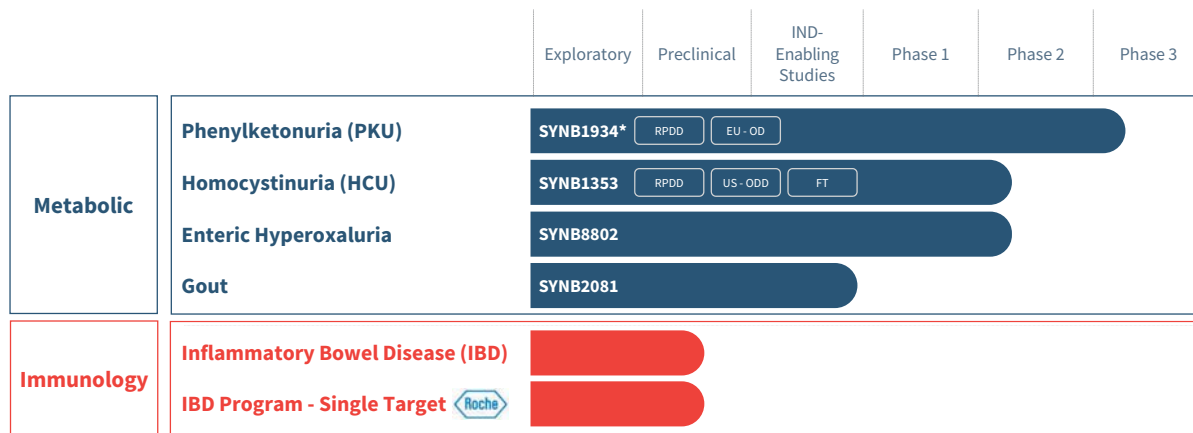 Exploratory
Preclinical
IND-
Enabling
Studies
Phase 1
Phase 2
Phase 3
Metabolic
Phenylketonuria (PKU)
SYNB1934*
RPDD
EU - OD
Homocystinuria (HCU)
SYNB1353
RPDD
US - ODD
FT
Enteric Hyperoxaluria
SYNB8802
Gout
SYNB2081
Immunology
Inflammatory Bowel Disease (IBD)
IBD Program - Single Target
Roche